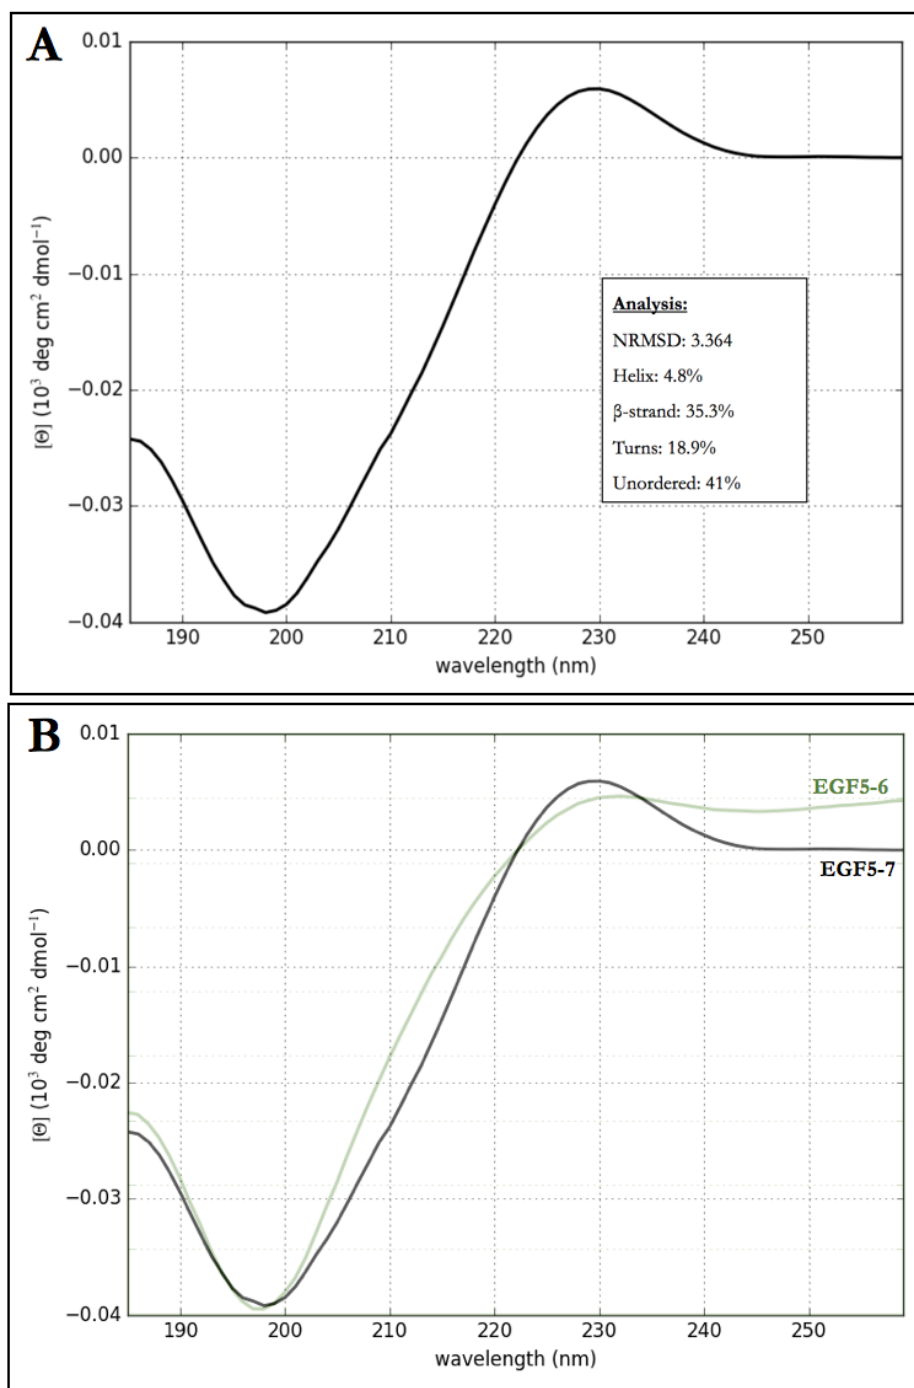 A
0.01
0.00
−0.01
−0.02
−0.03
−0.04
[Θ] (10³ deg cm² dmol⁻¹)
Analysis:
NRMSD: 3.364
Helix: 4.8%
β-strand: 35.3%
Turns: 18.9%
Unordered: 41%
190 200 210 220 230 240 250
wavelength (nm)
B
0.01
0.00
−0.01
−0.02
−0.03
−0.04
[Θ] (10³ deg cm² dmol⁻¹)
EGF5-6
EGF5-7
190 200 210 220 230 240 250
wavelength (nm)